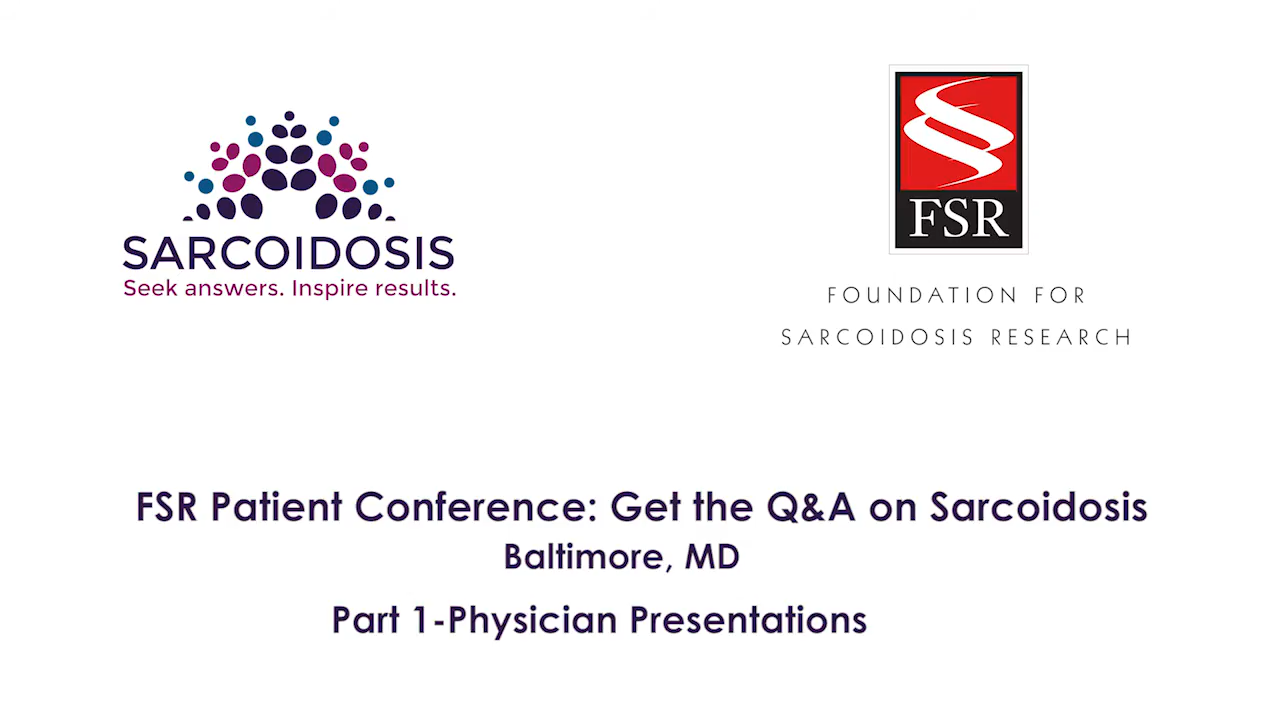 SARCOIDOSIS
Seek answers. Inspire results.
FSR
FOUNDATION FOR
SARCOIDOSIS RESEARCH
FSR Patient Conference: Get the Q&A on Sarcoidosis
Baltimore, MD
Part 1-Physician Presentations